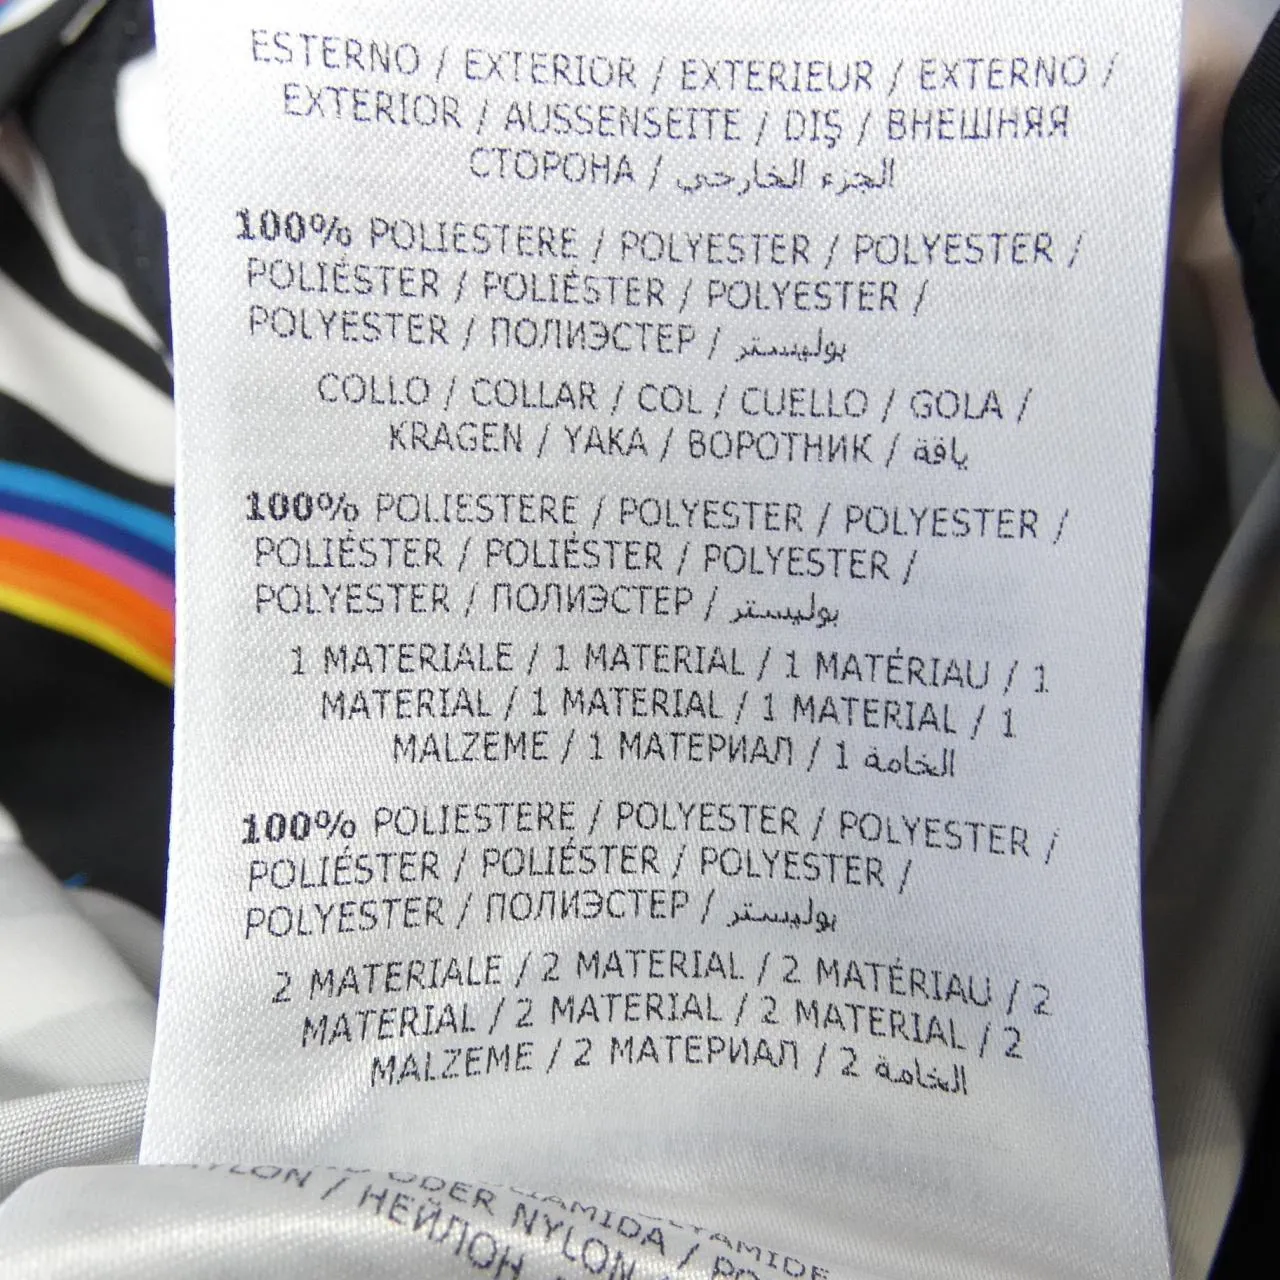 ESTERNO / EXTERIOR / EXTERIEUR / EXTERNO /
EXTERIOR / AUSSENSEITE / DIŞ / ВНЕШНЯЯ
СТОРОНА / الجزء الخارجي
100% POLIESTERE / POLYESTER / POLYESTER /
POLIÉSTER / POLIÉSTER / POLYESTER /
POLYESTER / ПОЛИЭСТЕР / بوليستر
COLLO / COLLAR / COL / CUELLO / GOLA /
KRAGEN / YAKA / ВОРОТНИК / ياقة
100% POLIESTERE / POLYESTER / POLYESTER /
POLIÉSTER / POLIÉSTER / POLYESTER /
POLYESTER / ПОЛИЭСТЕР / بوليستر
1 MATERIALE / 1 MATERIAL / 1 MATÉRIAU / 1
MATERIAL / 1 MATERIAL / 1 MATERIAL / 1
MALZEME / 1 МАТЕРИАЛ / 1 الخامة
100% POLIESTERE / POLYESTER / POLYESTER /
POLIÉSTER / POLIÉSTER / POLYESTER /
POLYESTER / ПОЛИЭСТЕР / بوليستر
2 MATERIALE / 2 MATERIAL / 2 MATÉRIAU / 2
MATERIAL / 2 MATERIAL / 2 MATERIAL / 2
MALZEME / 2 МАТЕРИАЛ / 2 الخامة
ODER NYLON
/ НЕЙЛОН